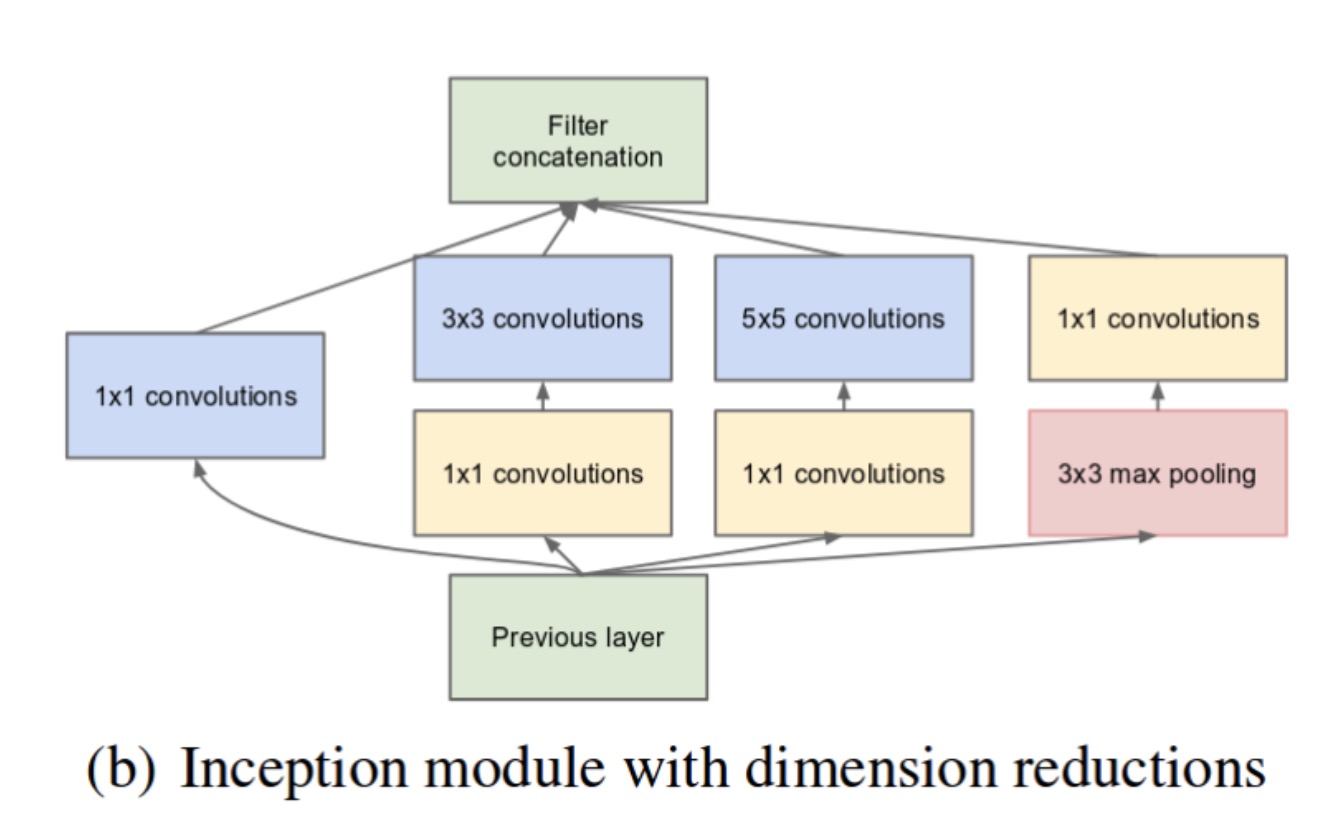 Filter
concatenation
3x3 convolutions
5x5 convolutions
1x1 convolutions
1x1 convolutions
1x1 convolutions
1x1 convolutions
3x3 max pooling
Previous layer
(b) Inception module with dimension reductions